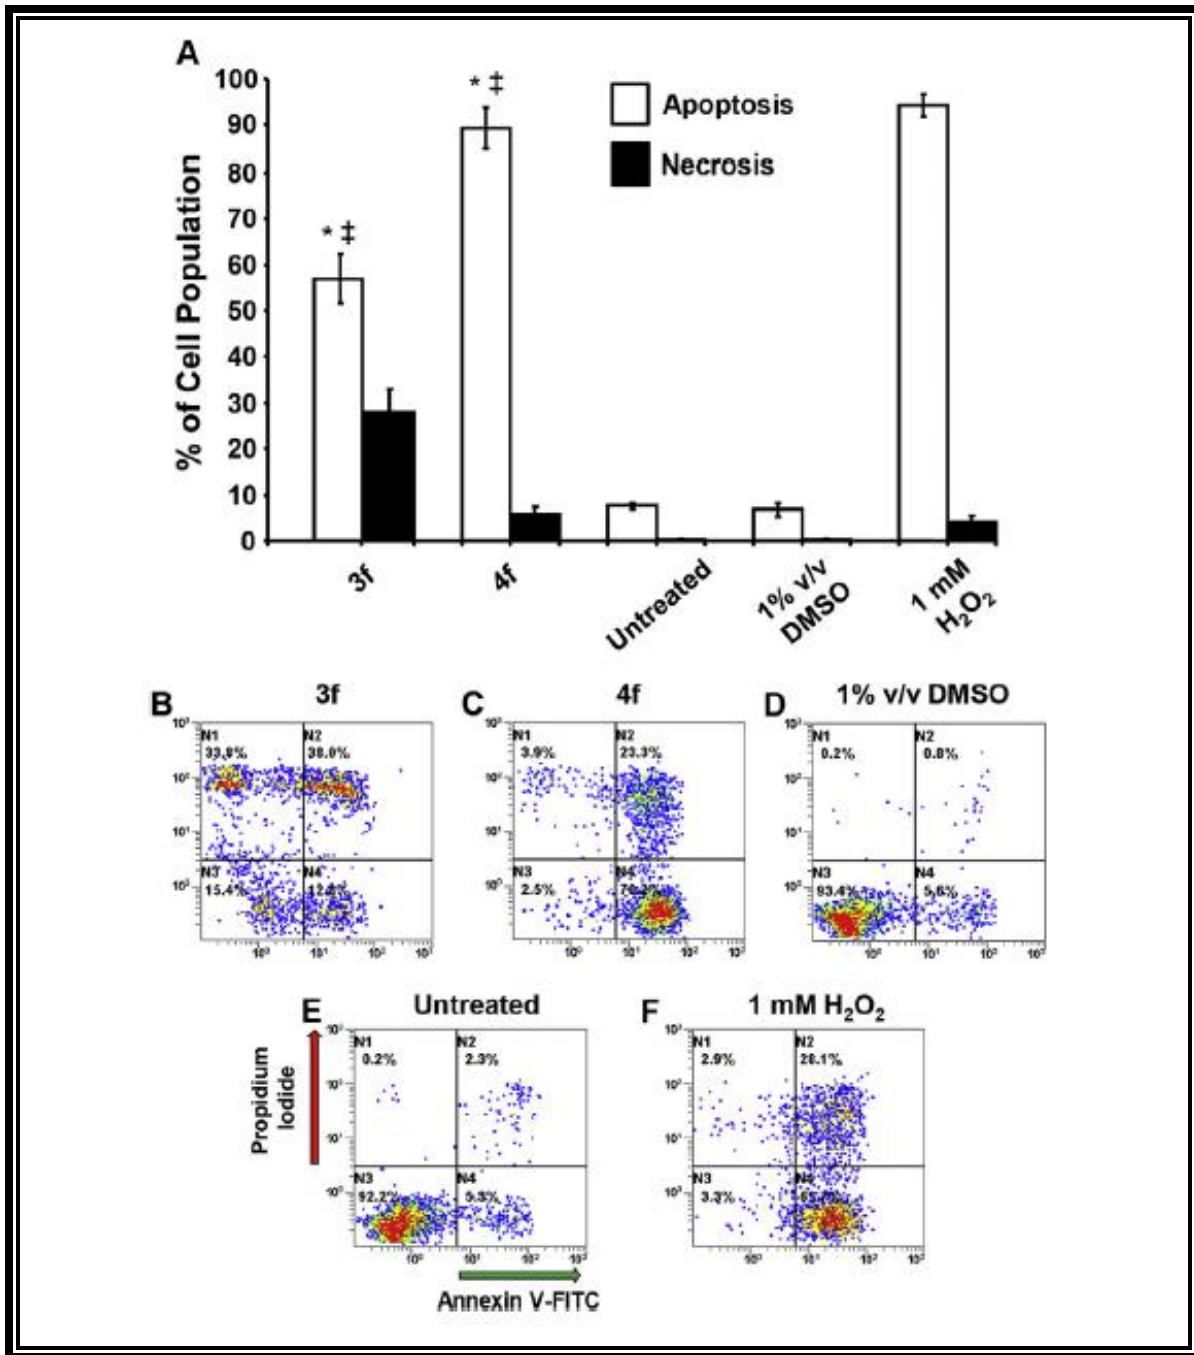 A
100
90
80
70
60
50
40
30
20
10
0
% of Cell Population
* ‡
* ‡
Apoptosis
Necrosis
3f
4f
Untreated
1% v/v
DMSO
1 mM
H₂O₂
B
3f
N1
33.8%
N2
38.0%
N3
15.4%
N4
C
4f
N1
3.9%
N2
23.3%
N3
2.5%
N4
D
1% v/v DMSO
N1
0.2%
N2
0.8%
N3
93.4%
N4
5.6%
E
Untreated
N1
0.2%
N2
2.3%
N3
92.2%
N4
Propidium
Iodide
Annexin V-FITC
F
1 mM H₂O₂
N1
2.9%
N2
28.1%
N3
3.3%